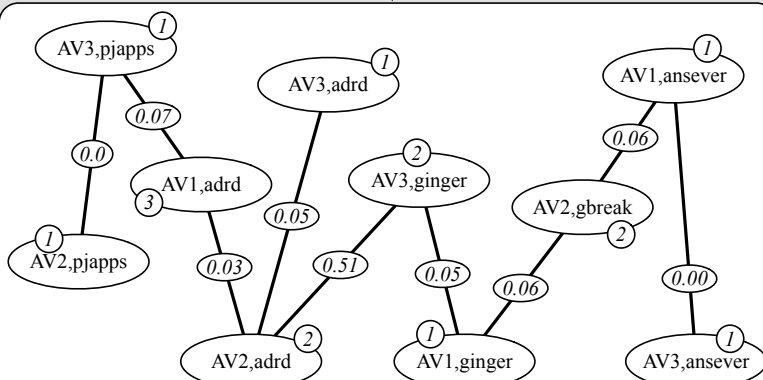 1
AV3,pjapps
1
AV3,adrd
1
AV1,ansever
0.07
0.06
0.0
2
AV3,ginger
AV1,adrd
3
AV2,gbreak
2
0.05
1
AV2,pjapps
0.03
0.51
0.05
0.06
0.00
2
AV2,adrd
1
AV1,ginger
1
AV3,ansever